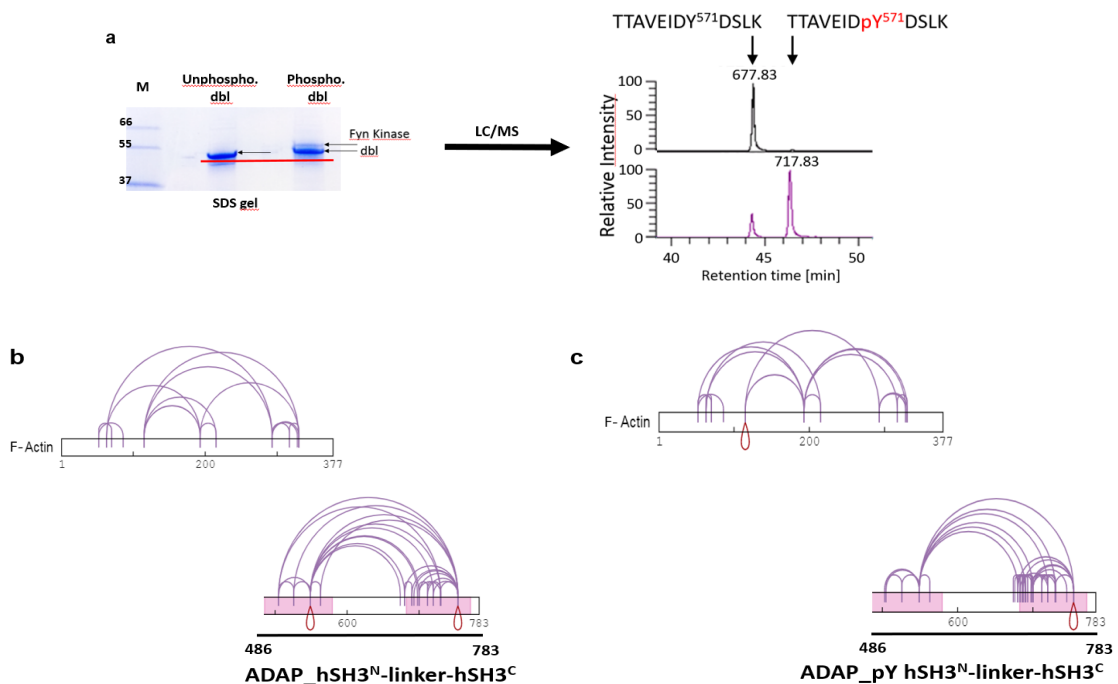 a
TTAVEIDY571DSLK
TTAVEIDpY571DSLK
M
Unphospho.
dbl
Phospho.
dbl
66
55
37
Fyn Kinase
dbl
SDS gel
LC/MS
Relative Intensity
100
50
0
677.83
100
50
0
717.83
40
45
50
Retention time [min]
b
F- Actin
1
200
377
600
783
486
783
ADAP_hSH3N-linker-hSH3C
c
F- Actin
1
200
377
600
783
486
783
ADAP_pY hSH3N-linker-hSH3C